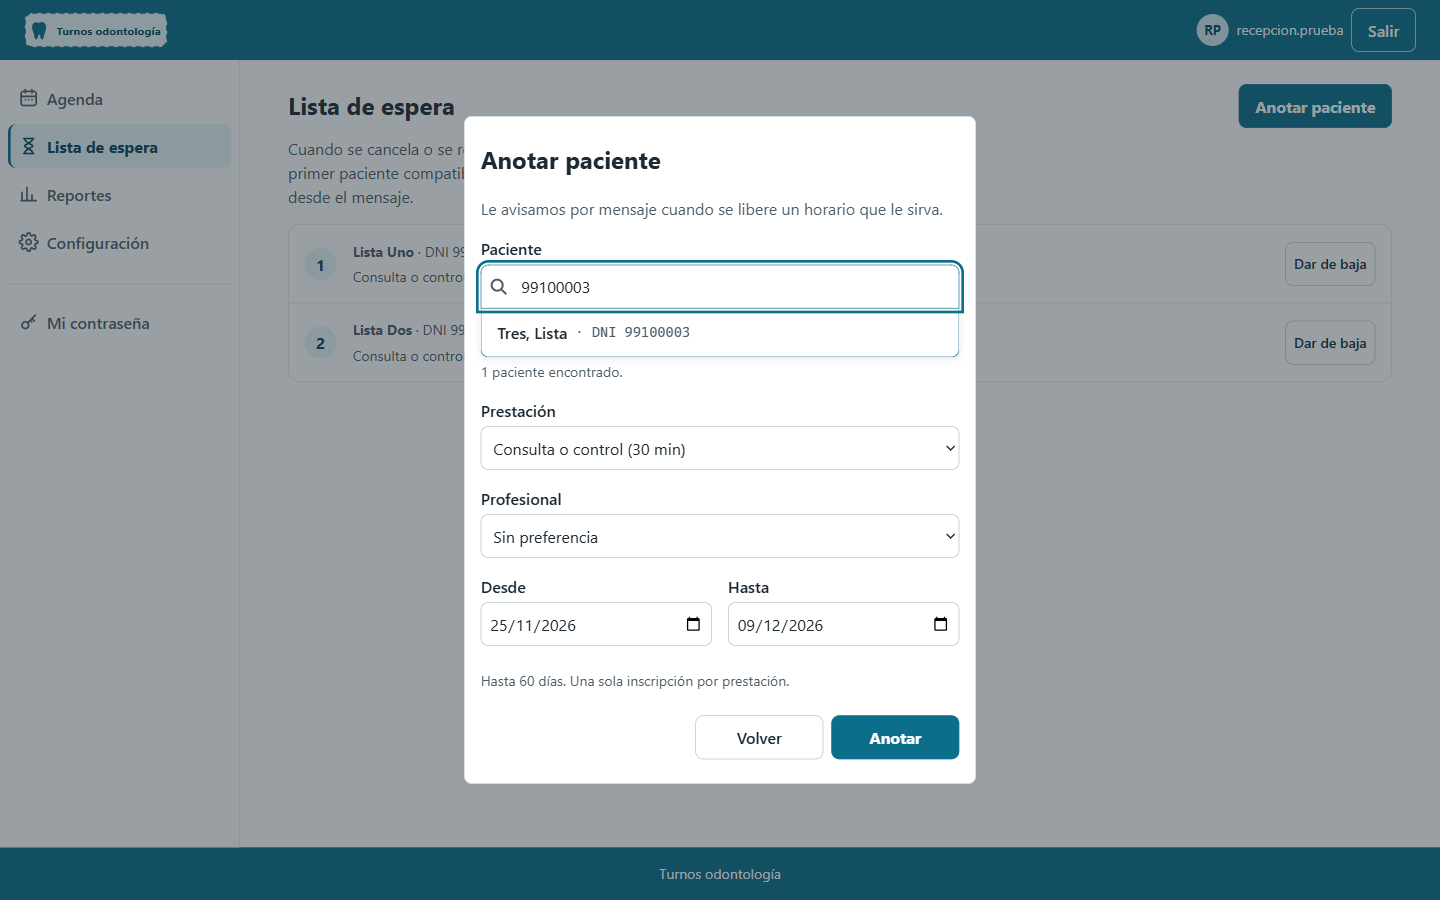 Turnos odontología
RP
recepcion.prueba
Salir
Agenda
Lista de espera
Reportes
Configuración
Mi contraseña
Lista de espera
Anotar paciente
Cuando se cancela o se
primer paciente
desde el mensaje.
1
Lista Uno · DNI 99
Consulta o control
Dar de baja
2
Lista Dos · DNI 99
Consulta o control
Dar de baja
Anotar paciente
Le avisamos por mensaje cuando se libere un horario que le sirva.
Paciente
99100003
Tres, Lista · DNI 99100003
1 paciente encontrado.
Prestación
Consulta o control (30 min)
Profesional
Sin preferencia
Desde
Hasta
25/11/2026
09/12/2026
Hasta 60 días. Una sola inscripción por prestación.
Volver
Anotar
Turnos odontología